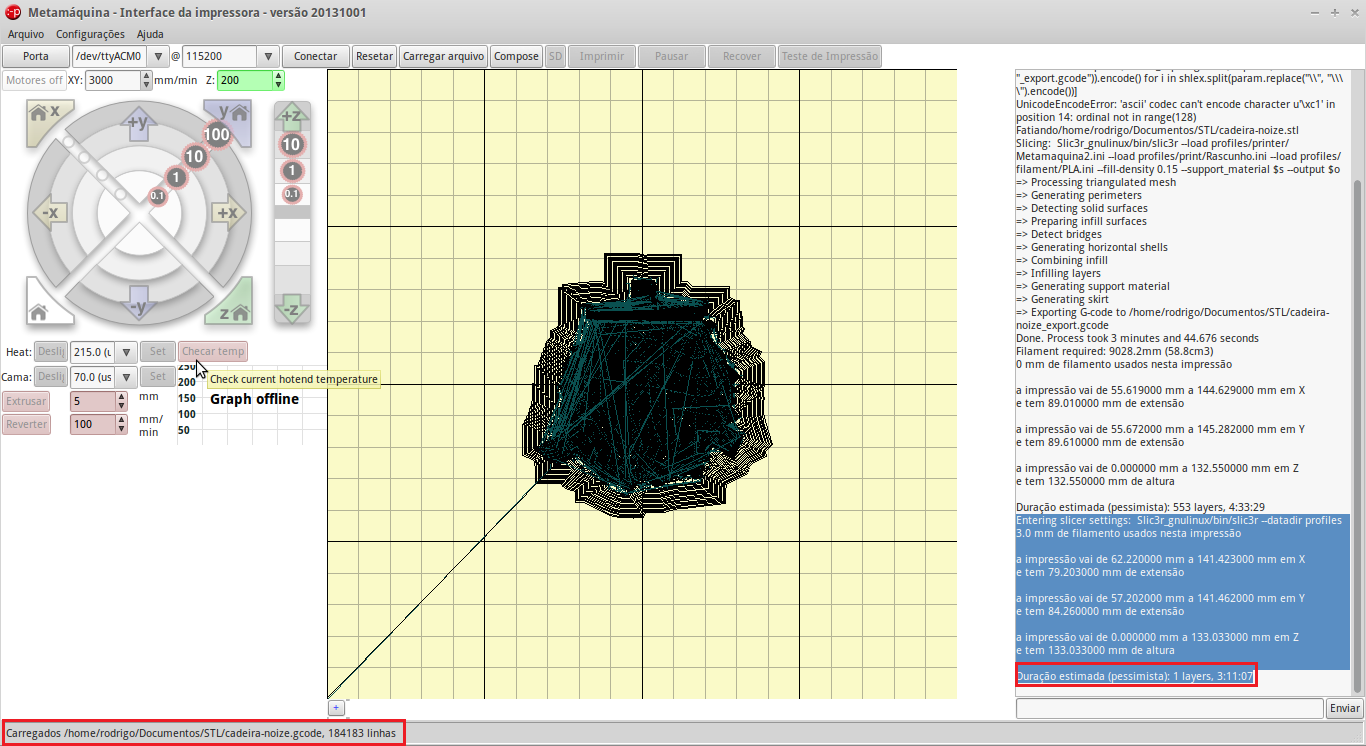 Metamáquina - Interface da impressora - versão 20131001
Arquivo Configurações Ajuda
Porta /dev/ttyACM0 @ 115200 Conectar Resetar Carregar arquivo Compose SD Imprimir Pausar Recover Teste de Impressão
Motores off XY: 3000 mm/min Z: 200
x y
+y
100
10
1
0.1
-x +x
-y
z
+z
10
1
0.1
-z
Heat: Deslig 215.0 (u Set Checar temp
Check current hotend temperature
Cama: Deslig 70.0 (us Set
250
200
150
100
50
Graph offline
Extrusar 5 mm
Reverter 100 mm/
min
+
"_export.gcode")).encode() for i in shlex.split(param.replace("\\", "\\\
\").encode())]
UnicodeEncodeError: 'ascii' codec can't encode character u'\xc1' in
position 14: ordinal not in range(128)
Fatiando/home/rodrigo/Documentos/STL/cadeira-noize.stl
Slicing:  Slic3r_gnulinux/bin/slic3r --load profiles/printer/
Metamaquina2.ini --load profiles/print/Rascunho.ini --load profiles/
filament/PLA.ini --fill-density 0.15 --support_material $s --output $o
=> Processing triangulated mesh
=> Generating perimeters
=> Detecting solid surfaces
=> Preparing infill surfaces
=> Detect bridges
=> Generating horizontal shells
=> Combining infill
=> Infilling layers
=> Generating support material
=> Generating skirt
=> Exporting G-code to /home/rodrigo/Documentos/STL/cadeira-
noize_export.gcode
Done. Process took 3 minutes and 44.676 seconds
Filament required: 9028.2mm (58.8cm3)
0 mm de filamento usados nesta impressão
a impressão vai de 55.619000 mm a 144.629000 mm em X
e tem 89.010000 mm de extensão
a impressão vai de 55.672000 mm a 145.282000 mm em Y
e tem 89.610000 mm de extensão
a impressão vai de 0.000000 mm a 132.550000 mm em Z
e tem 132.550000 mm de altura
Duração estimada (pessimista): 553 layers, 4:33:29
Entering slicer settings:  Slic3r_gnulinux/bin/slic3r --datadir profiles
3.0 mm de filamento usados nesta impressão
a impressão vai de 62.220000 mm a 141.423000 mm em X
e tem 79.203000 mm de extensão
a impressão vai de 57.202000 mm a 141.462000 mm em Y
e tem 84.260000 mm de extensão
a impressão vai de 0.000000 mm a 133.033000 mm em Z
e tem 133.033000 mm de altura
Duração estimada (pessimista): 1 layers, 3:11:07
Enviar
Carregados /home/rodrigo/Documentos/STL/cadeira-noize.gcode, 184183 linhas